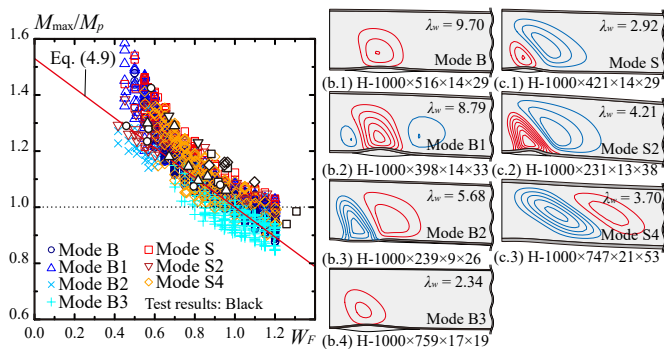 M_max/M_p
1.6
1.4
1.2
1.0
0.8
0.6
Eq. (4.9)
Mode B
Mode B1
Mode B2
Mode B3
Mode S
Mode S2
Mode S4
Test results: Black
0.0 0.2 0.4 0.6 0.8 1.0 1.2 1.4
W_F
λ_w = 9.70
Mode B
(b.1) H-1000×516×14×29
λ_w = 8.79
Mode B1
(b.2) H-1000×398×14×33
λ_w = 5.68
Mode B2
(b.3) H-1000×239×9×26
λ_w = 2.34
Mode B3
(b.4) H-1000×759×17×19
λ_w = 2.92
Mode S
(c.1) H-1000×421×14×29
λ_w = 4.21
Mode S2
(c.2) H-1000×231×13×38
λ_w = 3.70
Mode S4
(c.3) H-1000×747×21×53